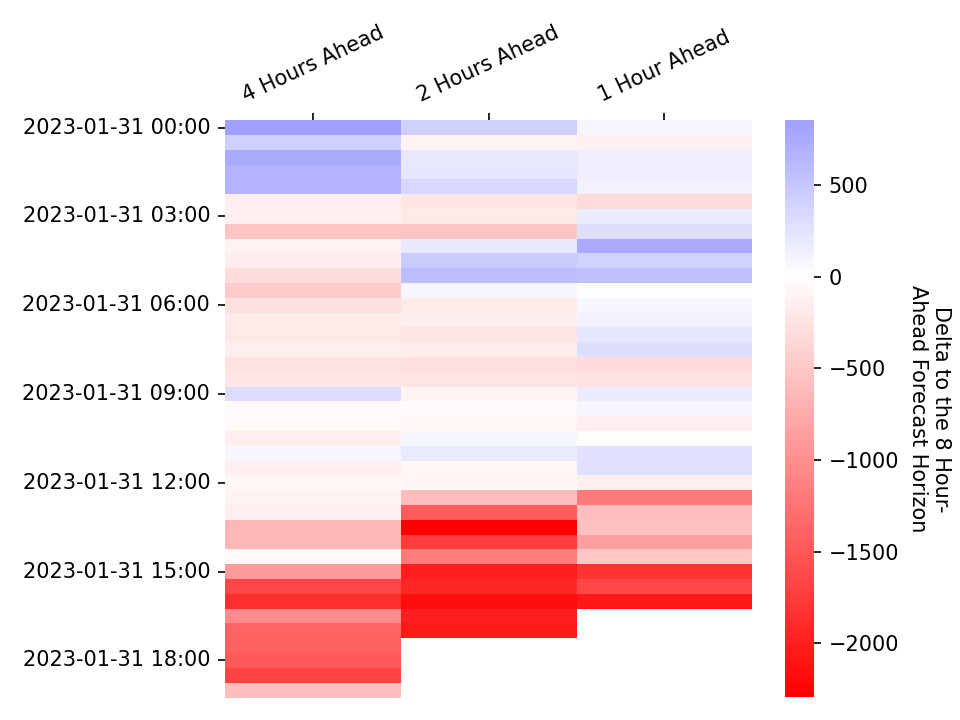 4 Hours Ahead
2 Hours Ahead
1 Hour Ahead
2023-01-31 00:00
2023-01-31 03:00
2023-01-31 06:00
2023-01-31 09:00
2023-01-31 12:00
2023-01-31 15:00
2023-01-31 18:00
500
0
−500
−1000
−1500
−2000
Delta to the 8 Hour-
Ahead Forecast Horizon